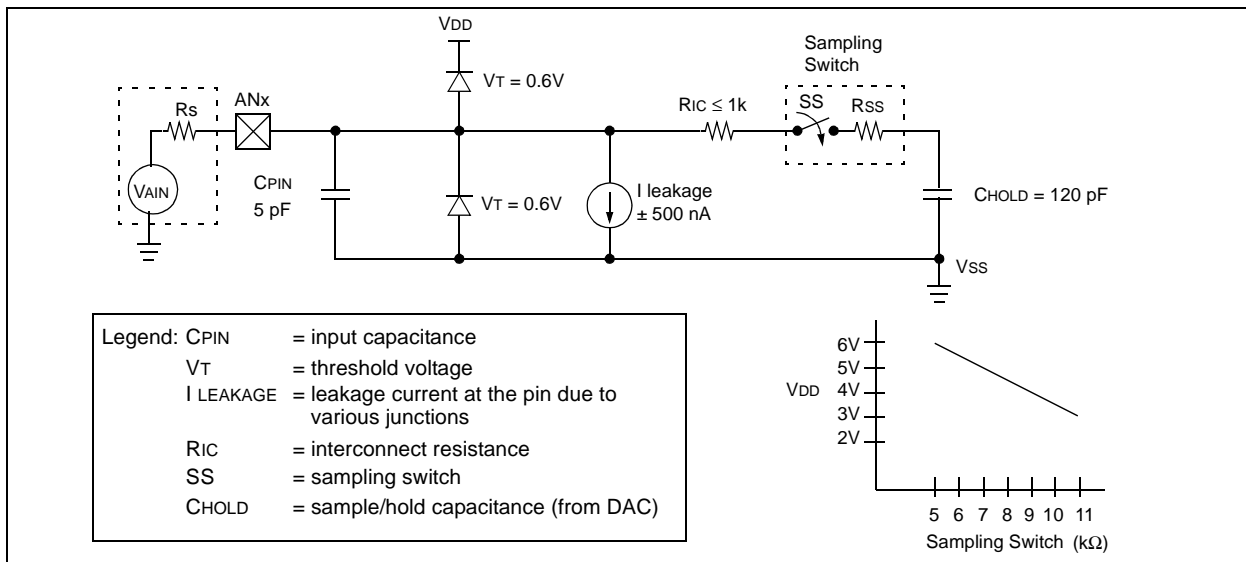 VDD
Sampling
Switch
VT = 0.6V
Rs
ANx
RIC ≤ 1k
SS
RSS
VAIN
CPIN
5 pF
VT = 0.6V
I leakage
± 500 nA
CHOLD = 120 pF
VSS
Legend: CPIN = input capacitance
VT = threshold voltage
I LEAKAGE = leakage current at the pin due to
various junctions
RIC = interconnect resistance
SS = sampling switch
CHOLD = sample/hold capacitance (from DAC)
6V
5V
VDD 4V
3V
2V
5 6 7 8 9 10 11
Sampling Switch (kΩ)